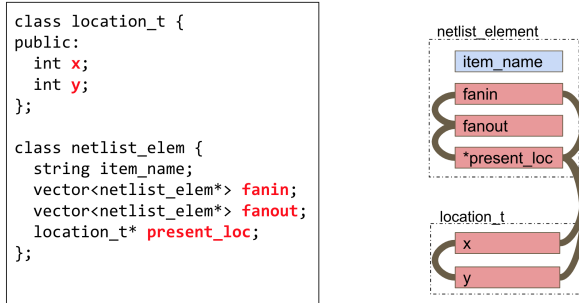 class location_t {
public:
  int x;
  int y;
};
class netlist_elem {
  string item_name;
  vector<netlist_elem*> fanin;
  vector<netlist_elem*> fanout;
  location_t* present_loc;
};
netlist_element
item_name
fanin
fanout
*present_loc
location_t
x
y